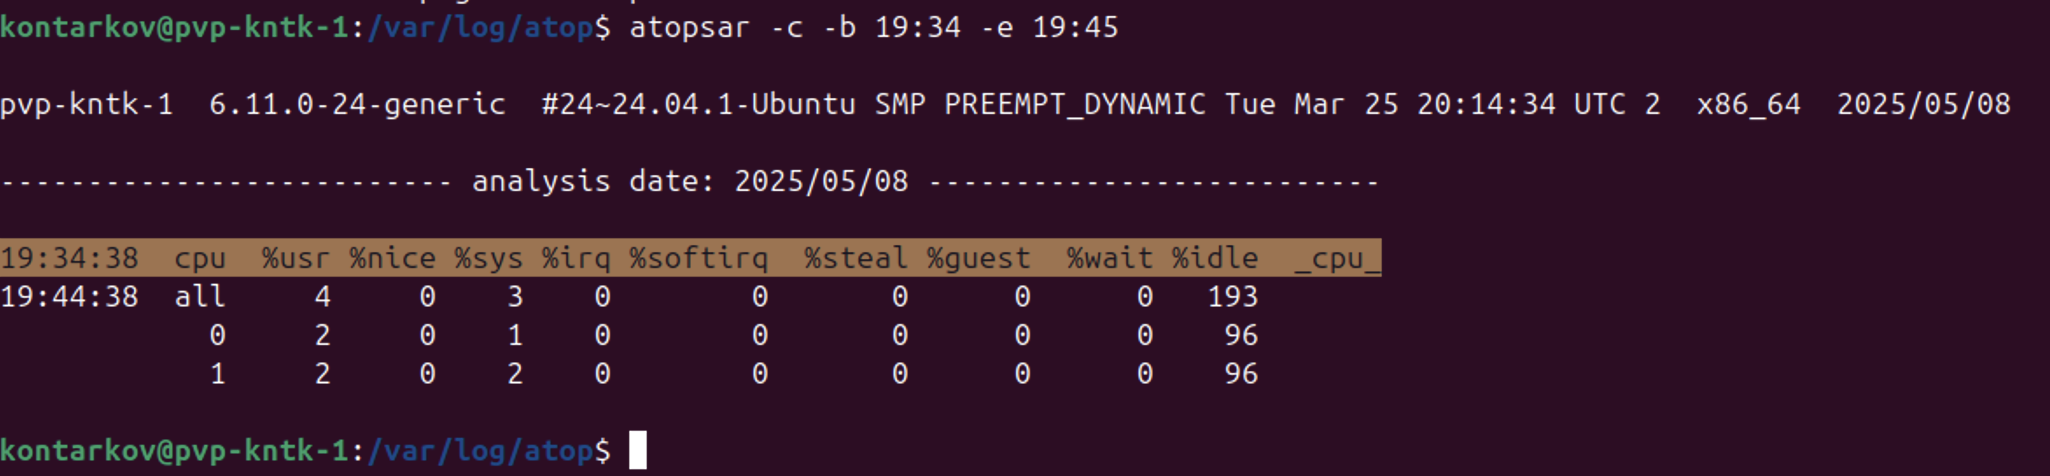 kontarkov@pvp-kntk-1:/var/log/atop$ atopsar -c -b 19:34 -e 19:45
pvp-kntk-1  6.11.0-24-generic  #24~24.04.1-Ubuntu SMP PREEMPT_DYNAMIC Tue Mar 25 20:14:34 UTC 2  x86_64  2025/05/08
-------------------------- analysis date: 2025/05/08 --------------------------
19:34:38  cpu  %usr %nice %sys %irq %softirq  %steal %guest  %wait %idle  _cpu_
19:44:38  all     4     0    3    0        0       0      0      0   193
            0     2     0    1    0        0       0      0      0    96
            1     2     0    2    0        0       0      0      0    96
kontarkov@pvp-kntk-1:/var/log/atop$